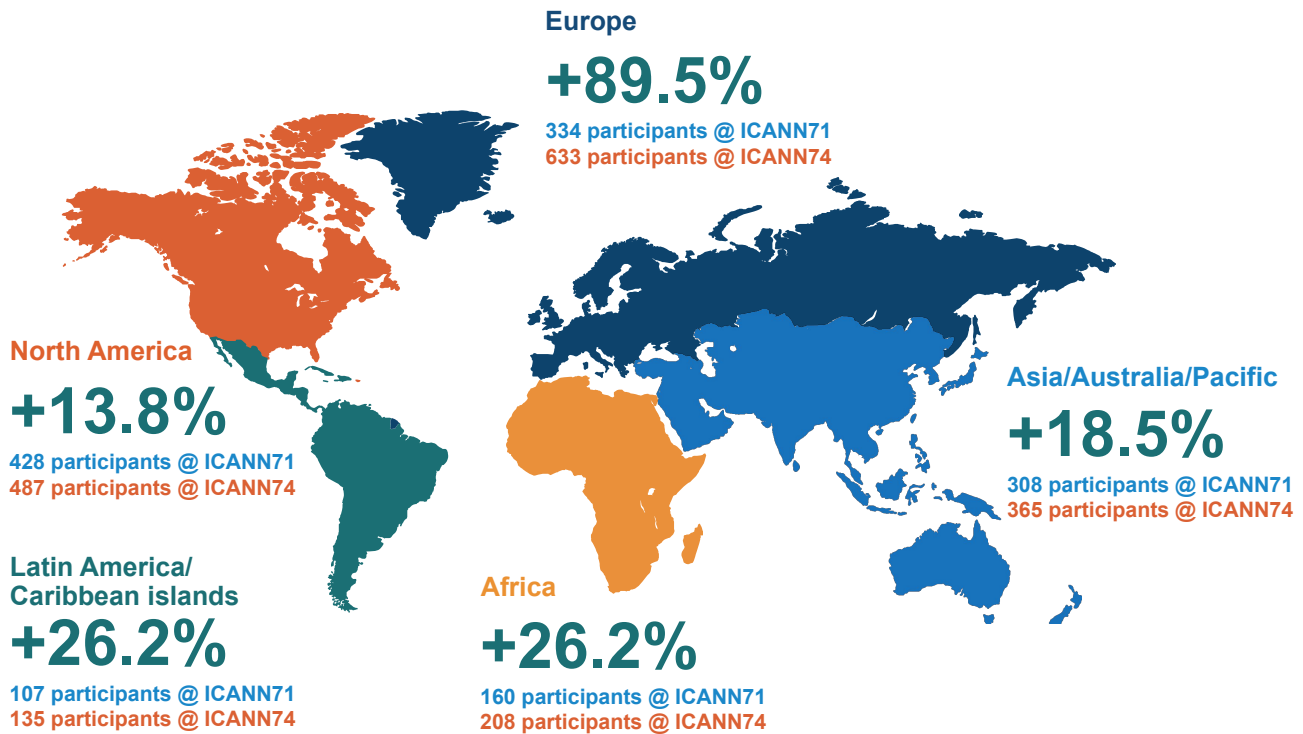 Europe
+89.5%
334 participants @ ICANN71
633 participants @ ICANN74
North America
+13.8%
428 participants @ ICANN71
487 participants @ ICANN74
Asia/Australia/Pacific
+18.5%
308 participants @ ICANN71
365 participants @ ICANN74
Latin America/
Caribbean islands
+26.2%
107 participants @ ICANN71
135 participants @ ICANN74
Africa
+26.2%
160 participants @ ICANN71
208 participants @ ICANN74